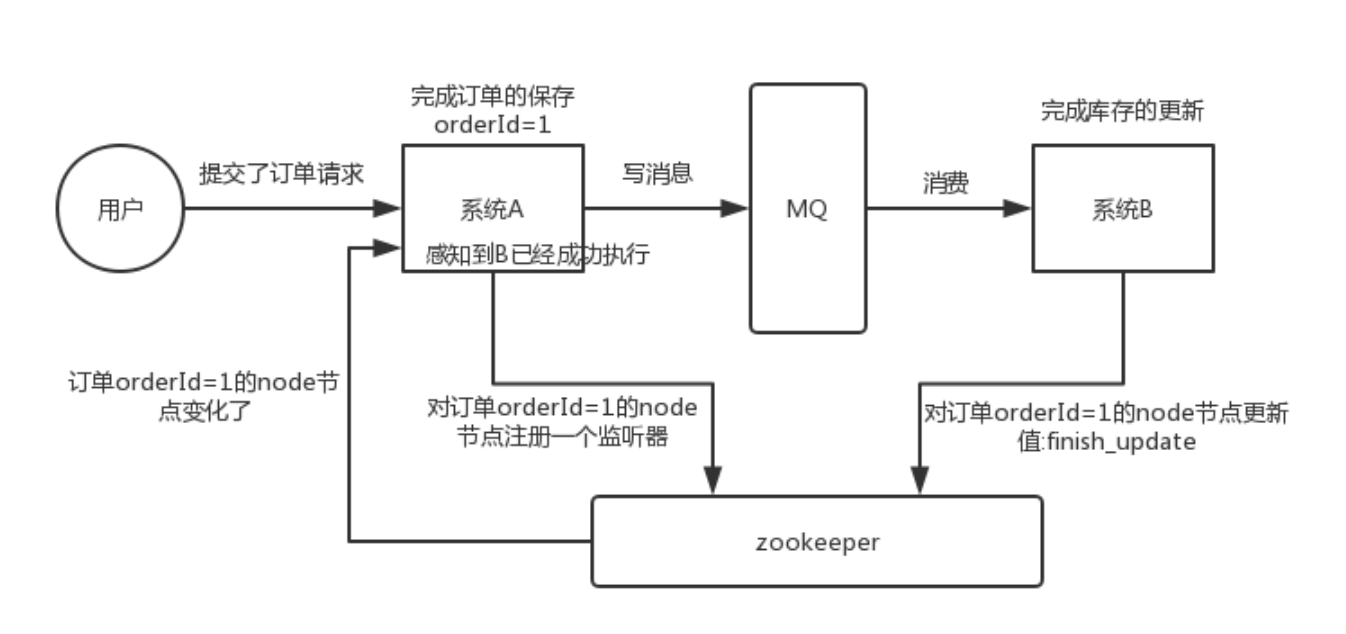 完成订单的保存
orderId=1
完成库存的更新
提交了订单请求
写消息
消费
用户
系统A
MQ
系统B
感知到B已经成功执行
订单orderId=1的node节
点变化了
对订单orderId=1的node
节点注册一个监听器
对订单orderId=1的node节点更新
值:finish_update
zookeeper